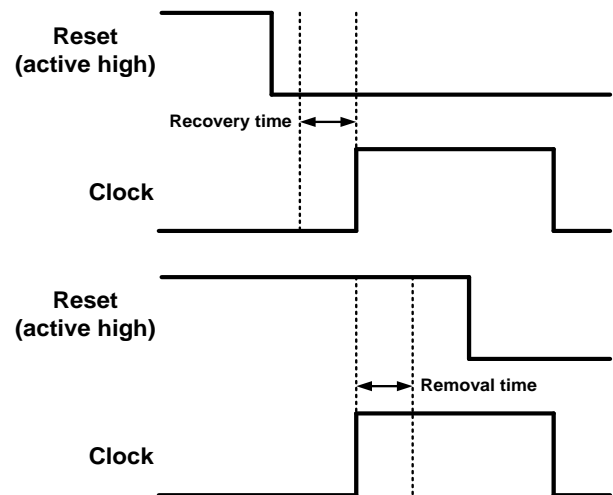 Reset
(active high)
Recovery time
Clock
Reset
(active high)
Removal time
Clock